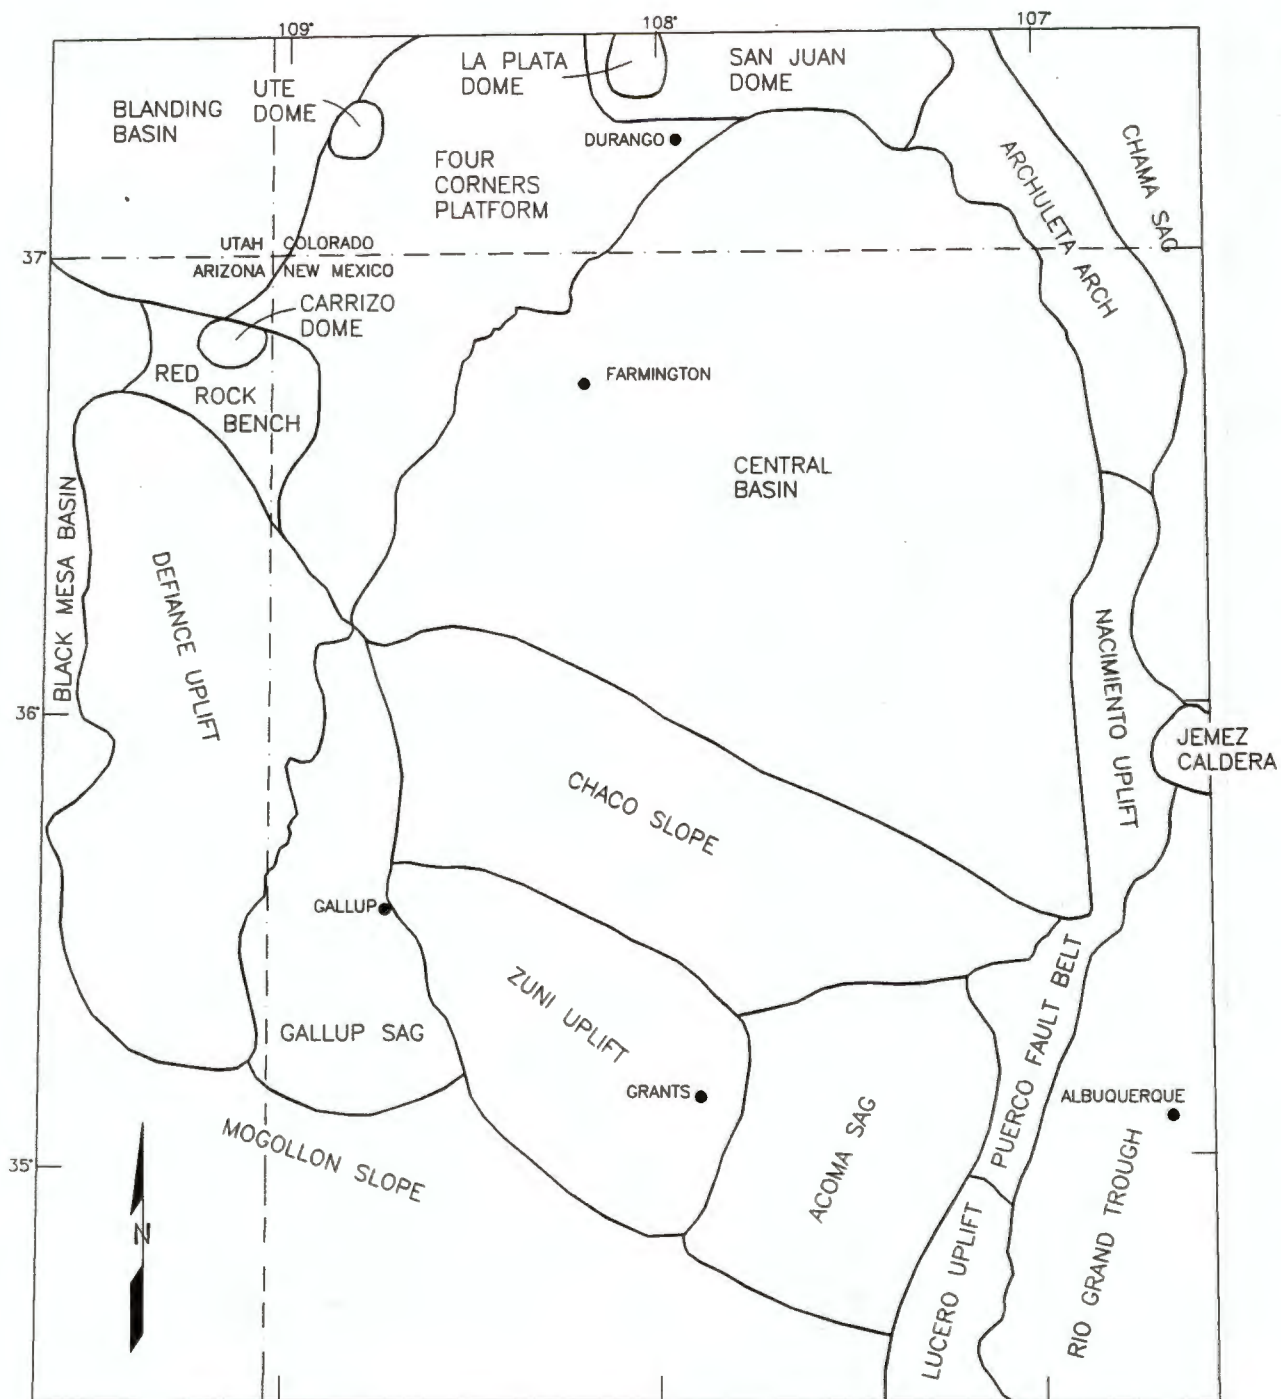 109°
108°
107°
LA PLATA
DOME
SAN JUAN
DOME
UTE
DOME
BLANDING
BASIN
DURANGO
FOUR
CORNERS
PLATFORM
ARCHULETA ARCH
CHAMA SAG
UTAH COLORADO
37°
ARIZONA NEW MEXICO
CARRIZO
DOME
RED
ROCK
BENCH
FARMINGTON
CENTRAL
BASIN
BLACK MESA BASIN
DEFIANCE UPLIFT
NACIMIENTO UPLIFT
36°
JEMEZ
CALDERA
CHACO SLOPE
GALLUP
ZUNI UPLIFT
GALLUP SAG
PUERCO FAULT BELT
GRANTS
ALBUQUERQUE
ACOMA SAG
MOGOLLON SLOPE
35°
N
LUCERO UPLIFT
RIO GRAND TROUGH